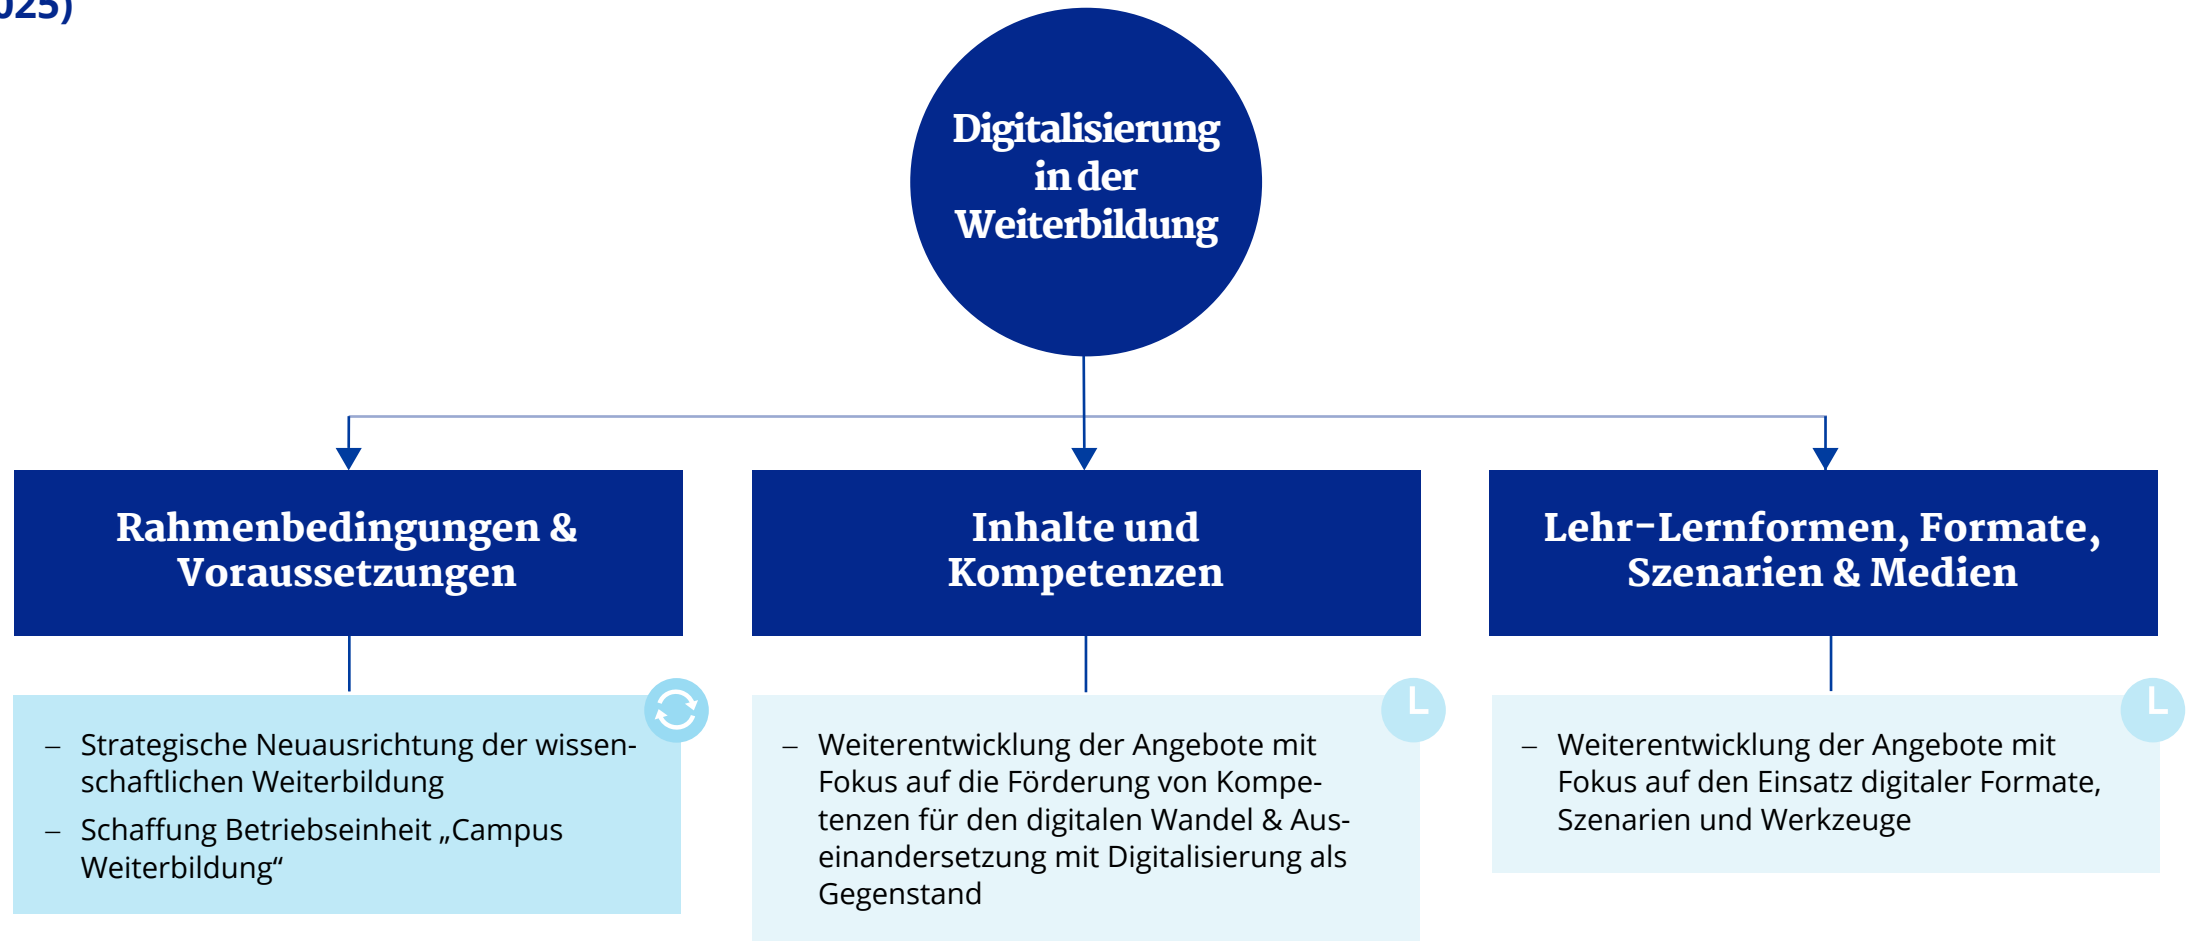 025)
Digitalisierung
in der
Weiterbildung
Rahmenbedingungen &
Voraussetzungen
Inhalte und
Kompetenzen
Lehr-Lernformen, Formate,
Szenarien & Medien
– Strategische Neuausrichtung der wissen-
schaftlichen Weiterbildung
– Schaffung Betriebseinheit „Campus
Weiterbildung“
– Weiterentwicklung der Angebote mit
Fokus auf die Förderung von Kompe-
tenzen für den digitalen Wandel & Aus-
einandersetzung mit Digitalisierung als
Gegenstand
– Weiterentwicklung der Angebote mit
Fokus auf den Einsatz digitaler Formate,
Szenarien und Werkzeuge